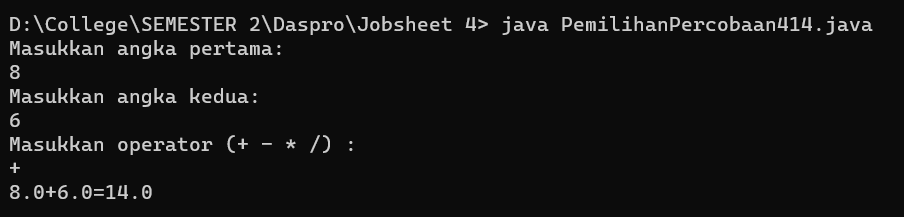 D:\College\SEMESTER 2\Daspro\Jobsheet 4> java PemilihanPercobaan414.java
Masukkan angka pertama:
8
Masukkan angka kedua:
6
Masukkan operator (+ - * /) :
+
8.0+6.0=14.0